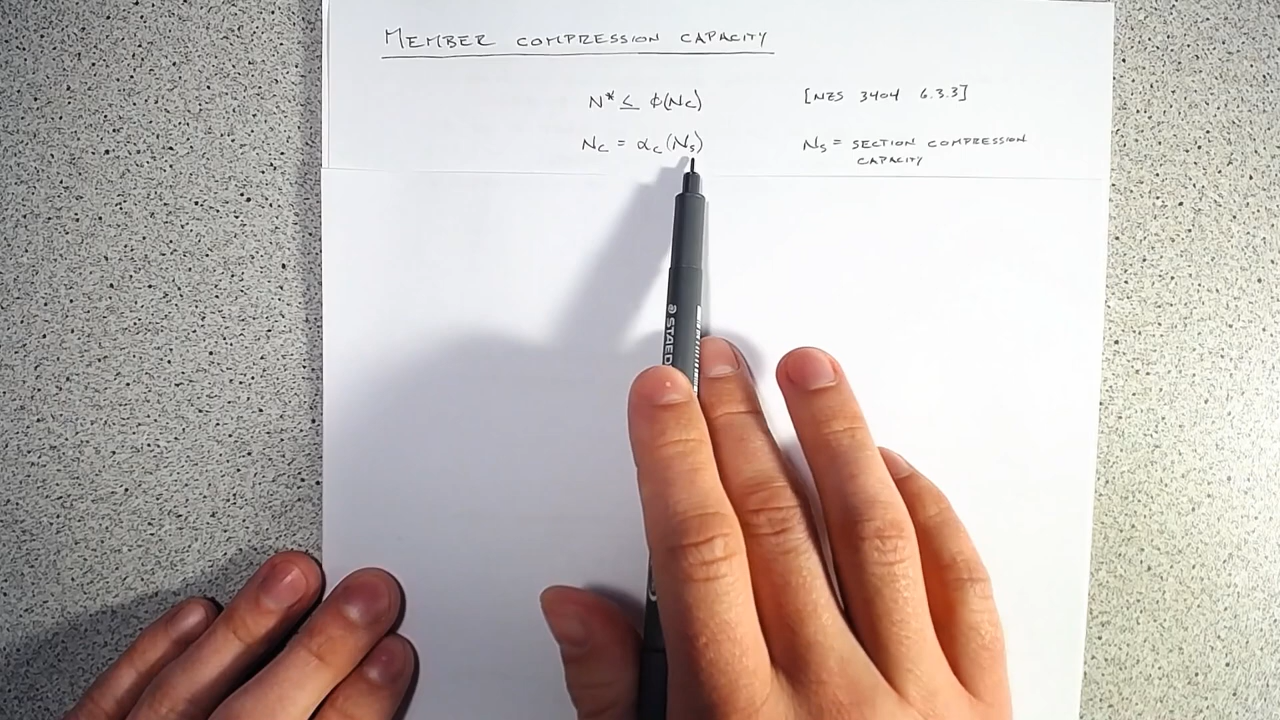 MEMBER COMPRESSION CAPACITY
N* ≤ φ(Nc) [NZS 3404 6.3.3]
Nc = αc(Ns) Ns = SECTION COMPRESSION
CAPACITY
STAED